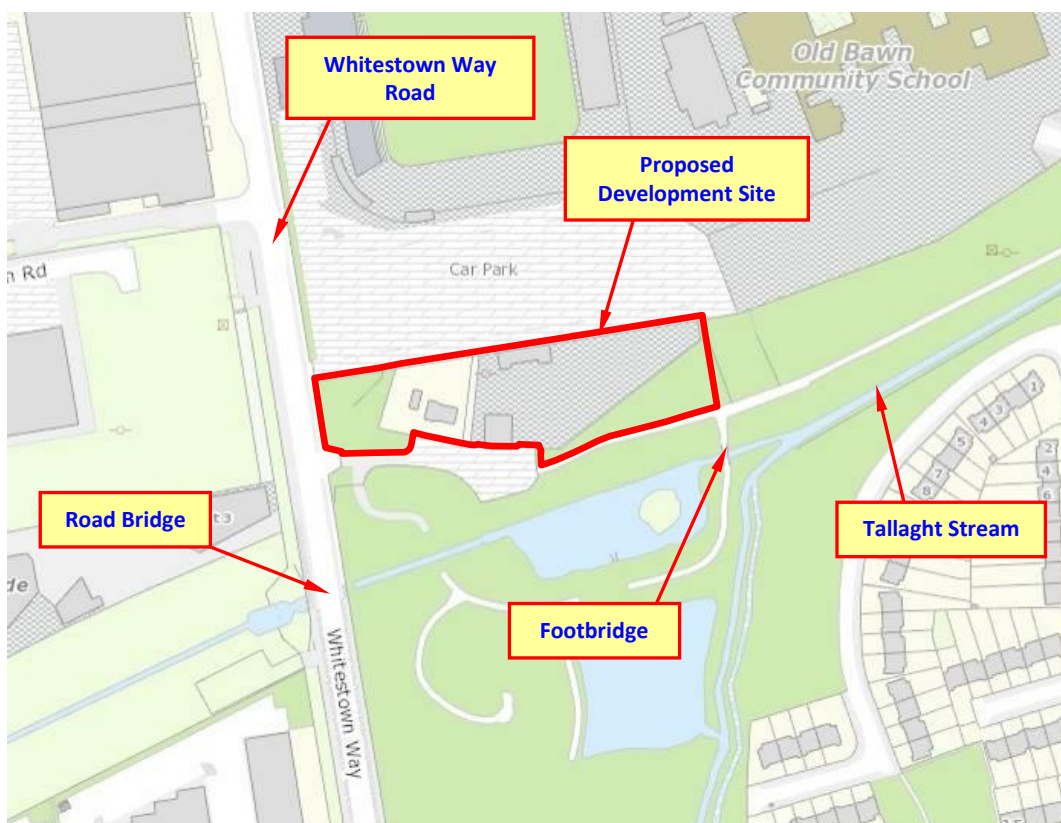 Whitestown Way
Road
Old Bawn
Community School
Proposed
Development Site
n Rd
Car Park
1
3
4
5
7
8
2
4
6
Road Bridge
t 3
Tallaght Stream
de
Footbridge
Whitestown Way